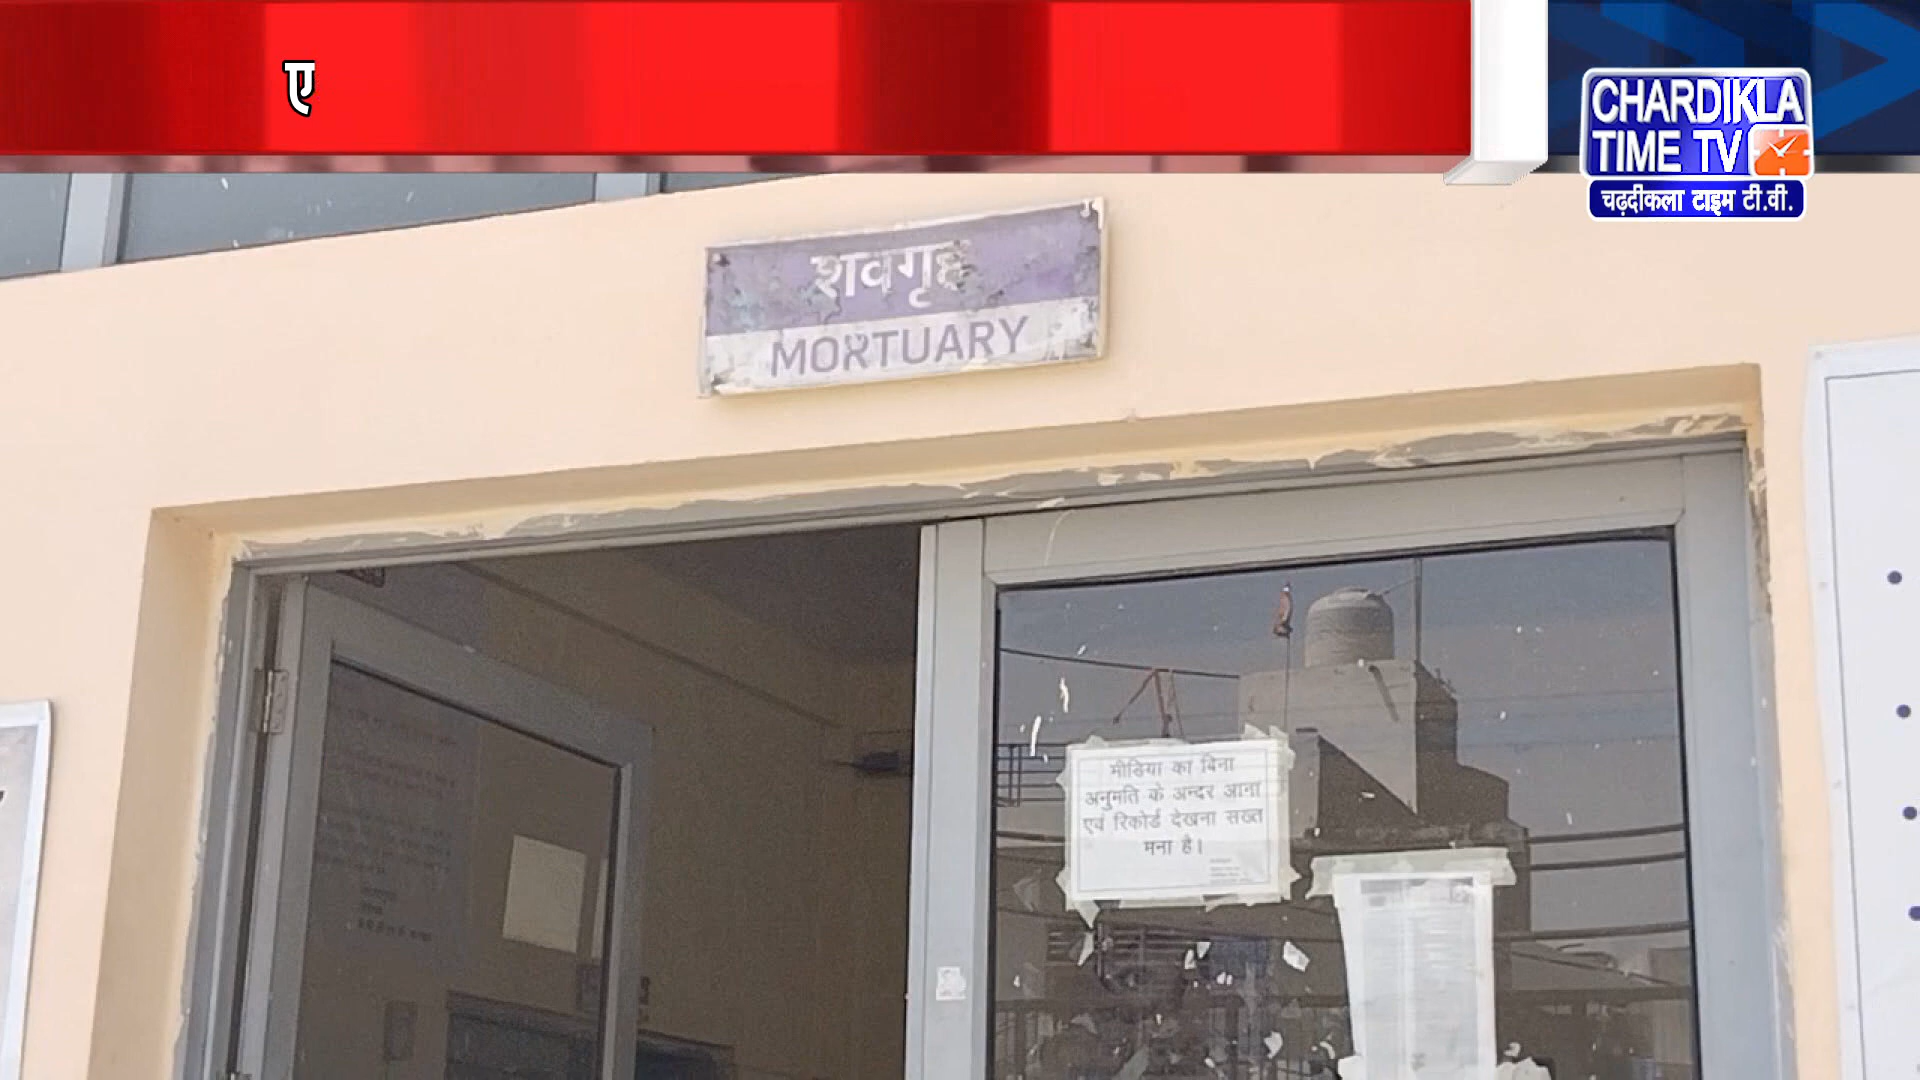 ए
CHARDIKLA
TIME TV
चढ़दीकला टाइम टी.वी.
शवगृह
MORTUARY
मीडिया का बिना
अनुमति के अन्दर आना
एवं रिकोर्ड देखना सख्त
मना है।